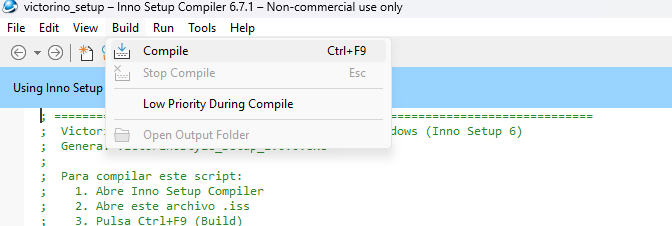 victorino_setup – Inno Setup Compiler 6.7.1 – Non-commercial use only
File Edit View Build Run Tools Help
Compile Ctrl+F9
Using Inno Setup
Stop Compile Esc
Low Priority During Compile
Open Output Folder
; ==============================================================================
; Victori dows (Inno Setup 6)
; Genera:
;
; Para compilar este script:
; 1. Abre Inno Setup Compiler
; 2. Abre este archivo .iss
; 3. Pulsa Ctrl+F9 (Build)